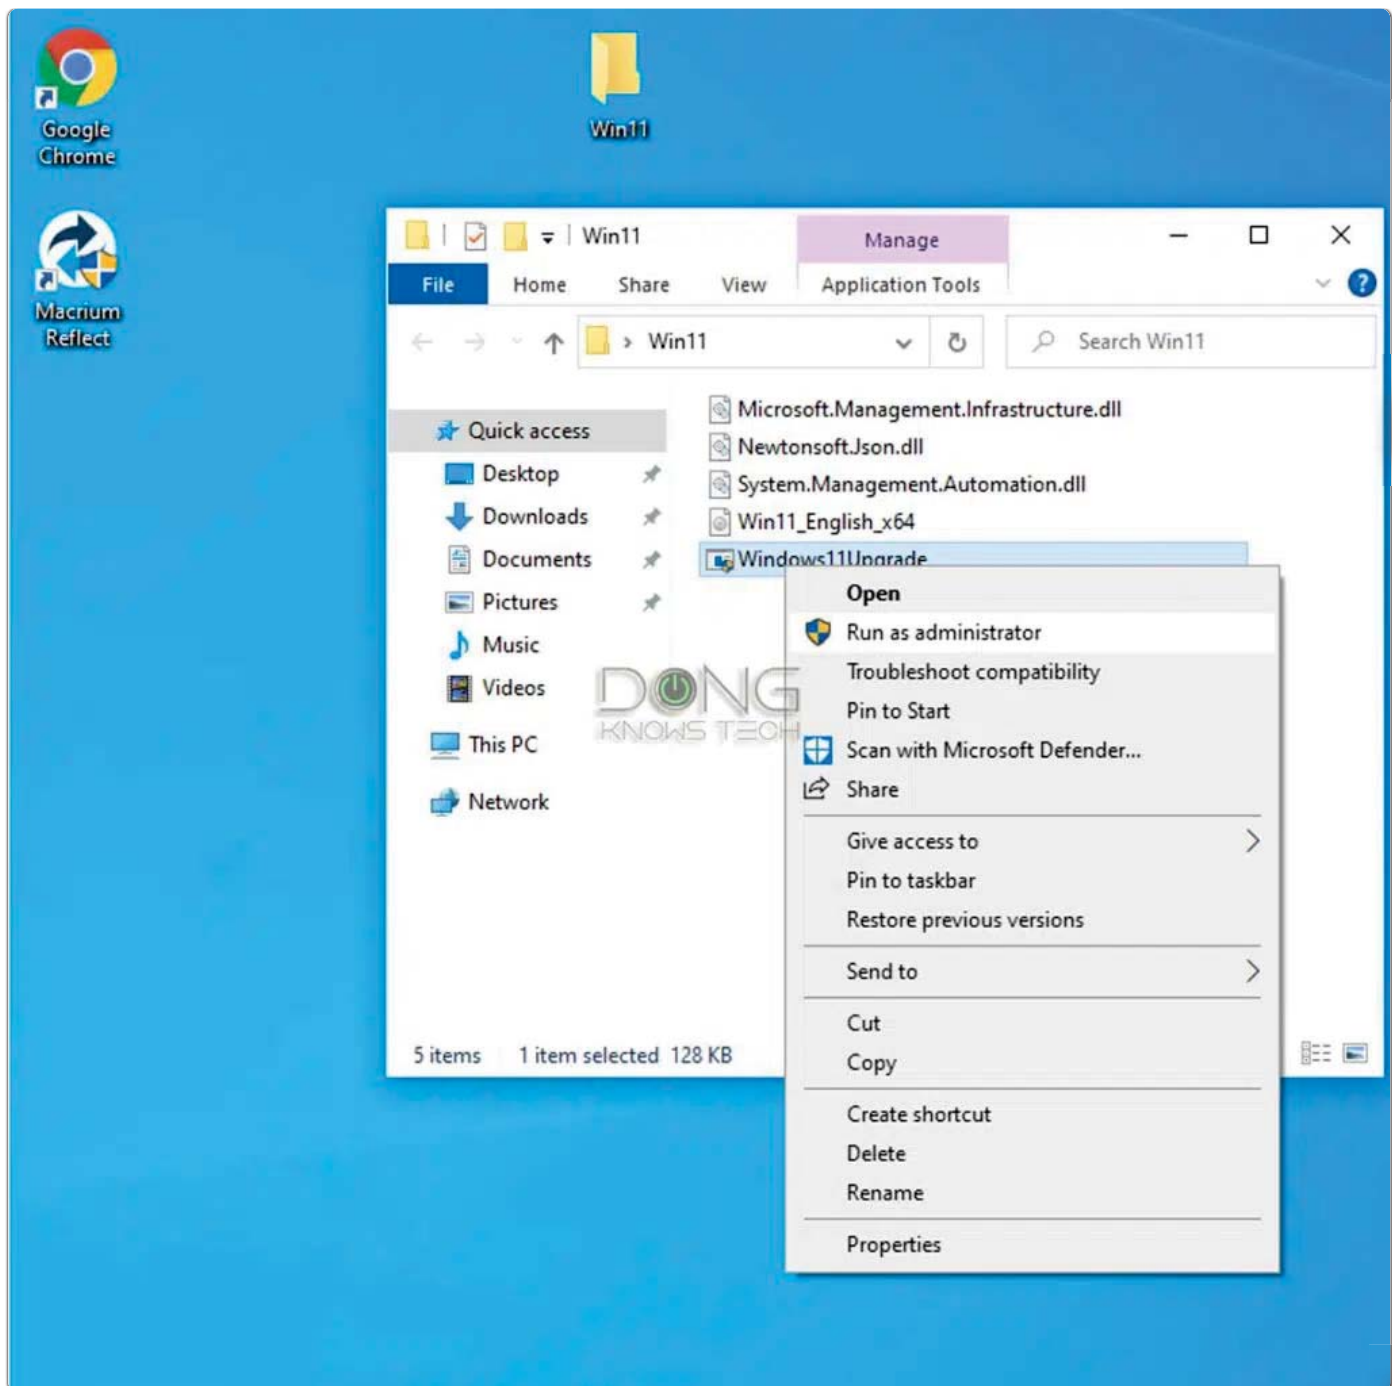 Google
Chrome
Win11
Macrium
Reflect
Win11
Manage
File
Home
Share
View
Application Tools
?
Win11
Search Win11
Quick access
Desktop
Downloads
Documents
Pictures
Music
Videos
This PC
Network
Microsoft.Management.Infrastructure.dll
Newtonsoft.Json.dll
System.Management.Automation.dll
Win11_English_x64
Windows11Upgrade
DONG
KNOWS TECH
Open
Run as administrator
Troubleshoot compatibility
Pin to Start
Scan with Microsoft Defender...
Share
Give access to
Pin to taskbar
Restore previous versions
Send to
Cut
Copy
Create shortcut
Delete
Rename
Properties
5 items 1 item selected 128 KB